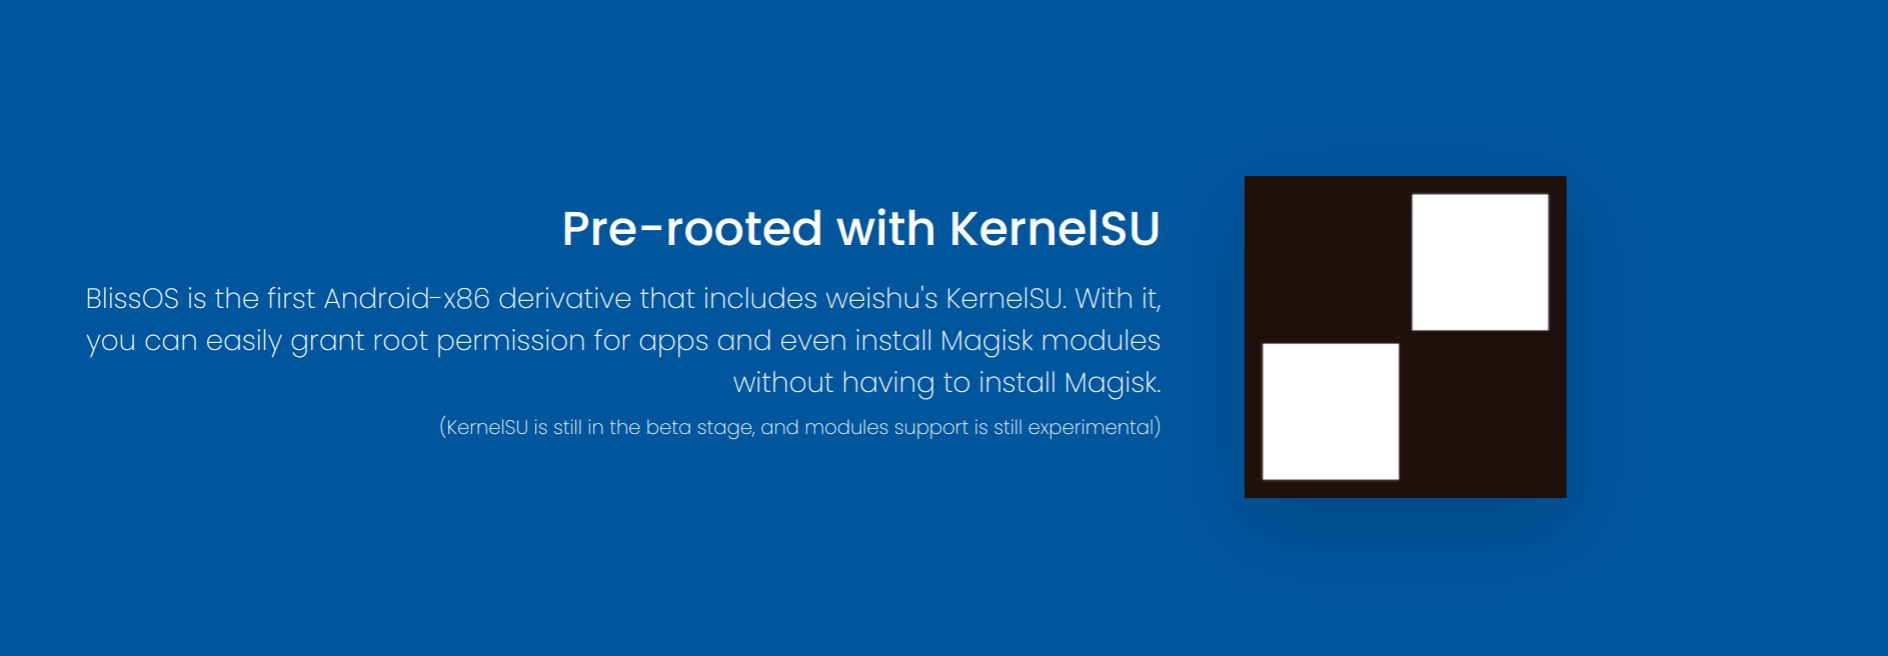 Pre-rooted with KernelSU
BlissOS is the first Android-x86 derivative that includes weishu's KernelSU. With it,
you can easily grant root permission for apps and even install Magisk modules
without having to install Magisk.
(KernelSU is still in the beta stage, and modules support is still experimental)